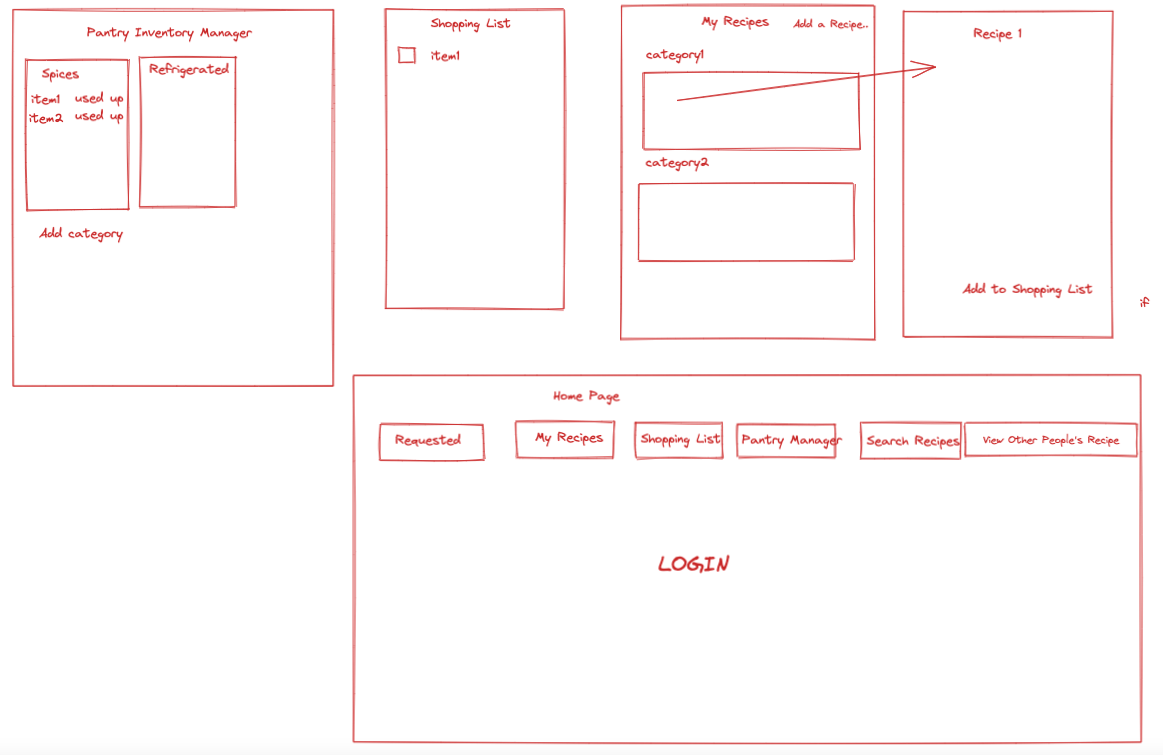 Pantry Inventory Manager
Spices
item1 used up
item2 used up
Refrigerated
Add category
Shopping List
item1
My Recipes
Add a Recipe..
category1
category2
Recipe 1
Add to Shopping List
if
Home Page
Requested
My Recipes
Shopping List
Pantry Manager
Search Recipes
View Other People's Recipe
LOGIN